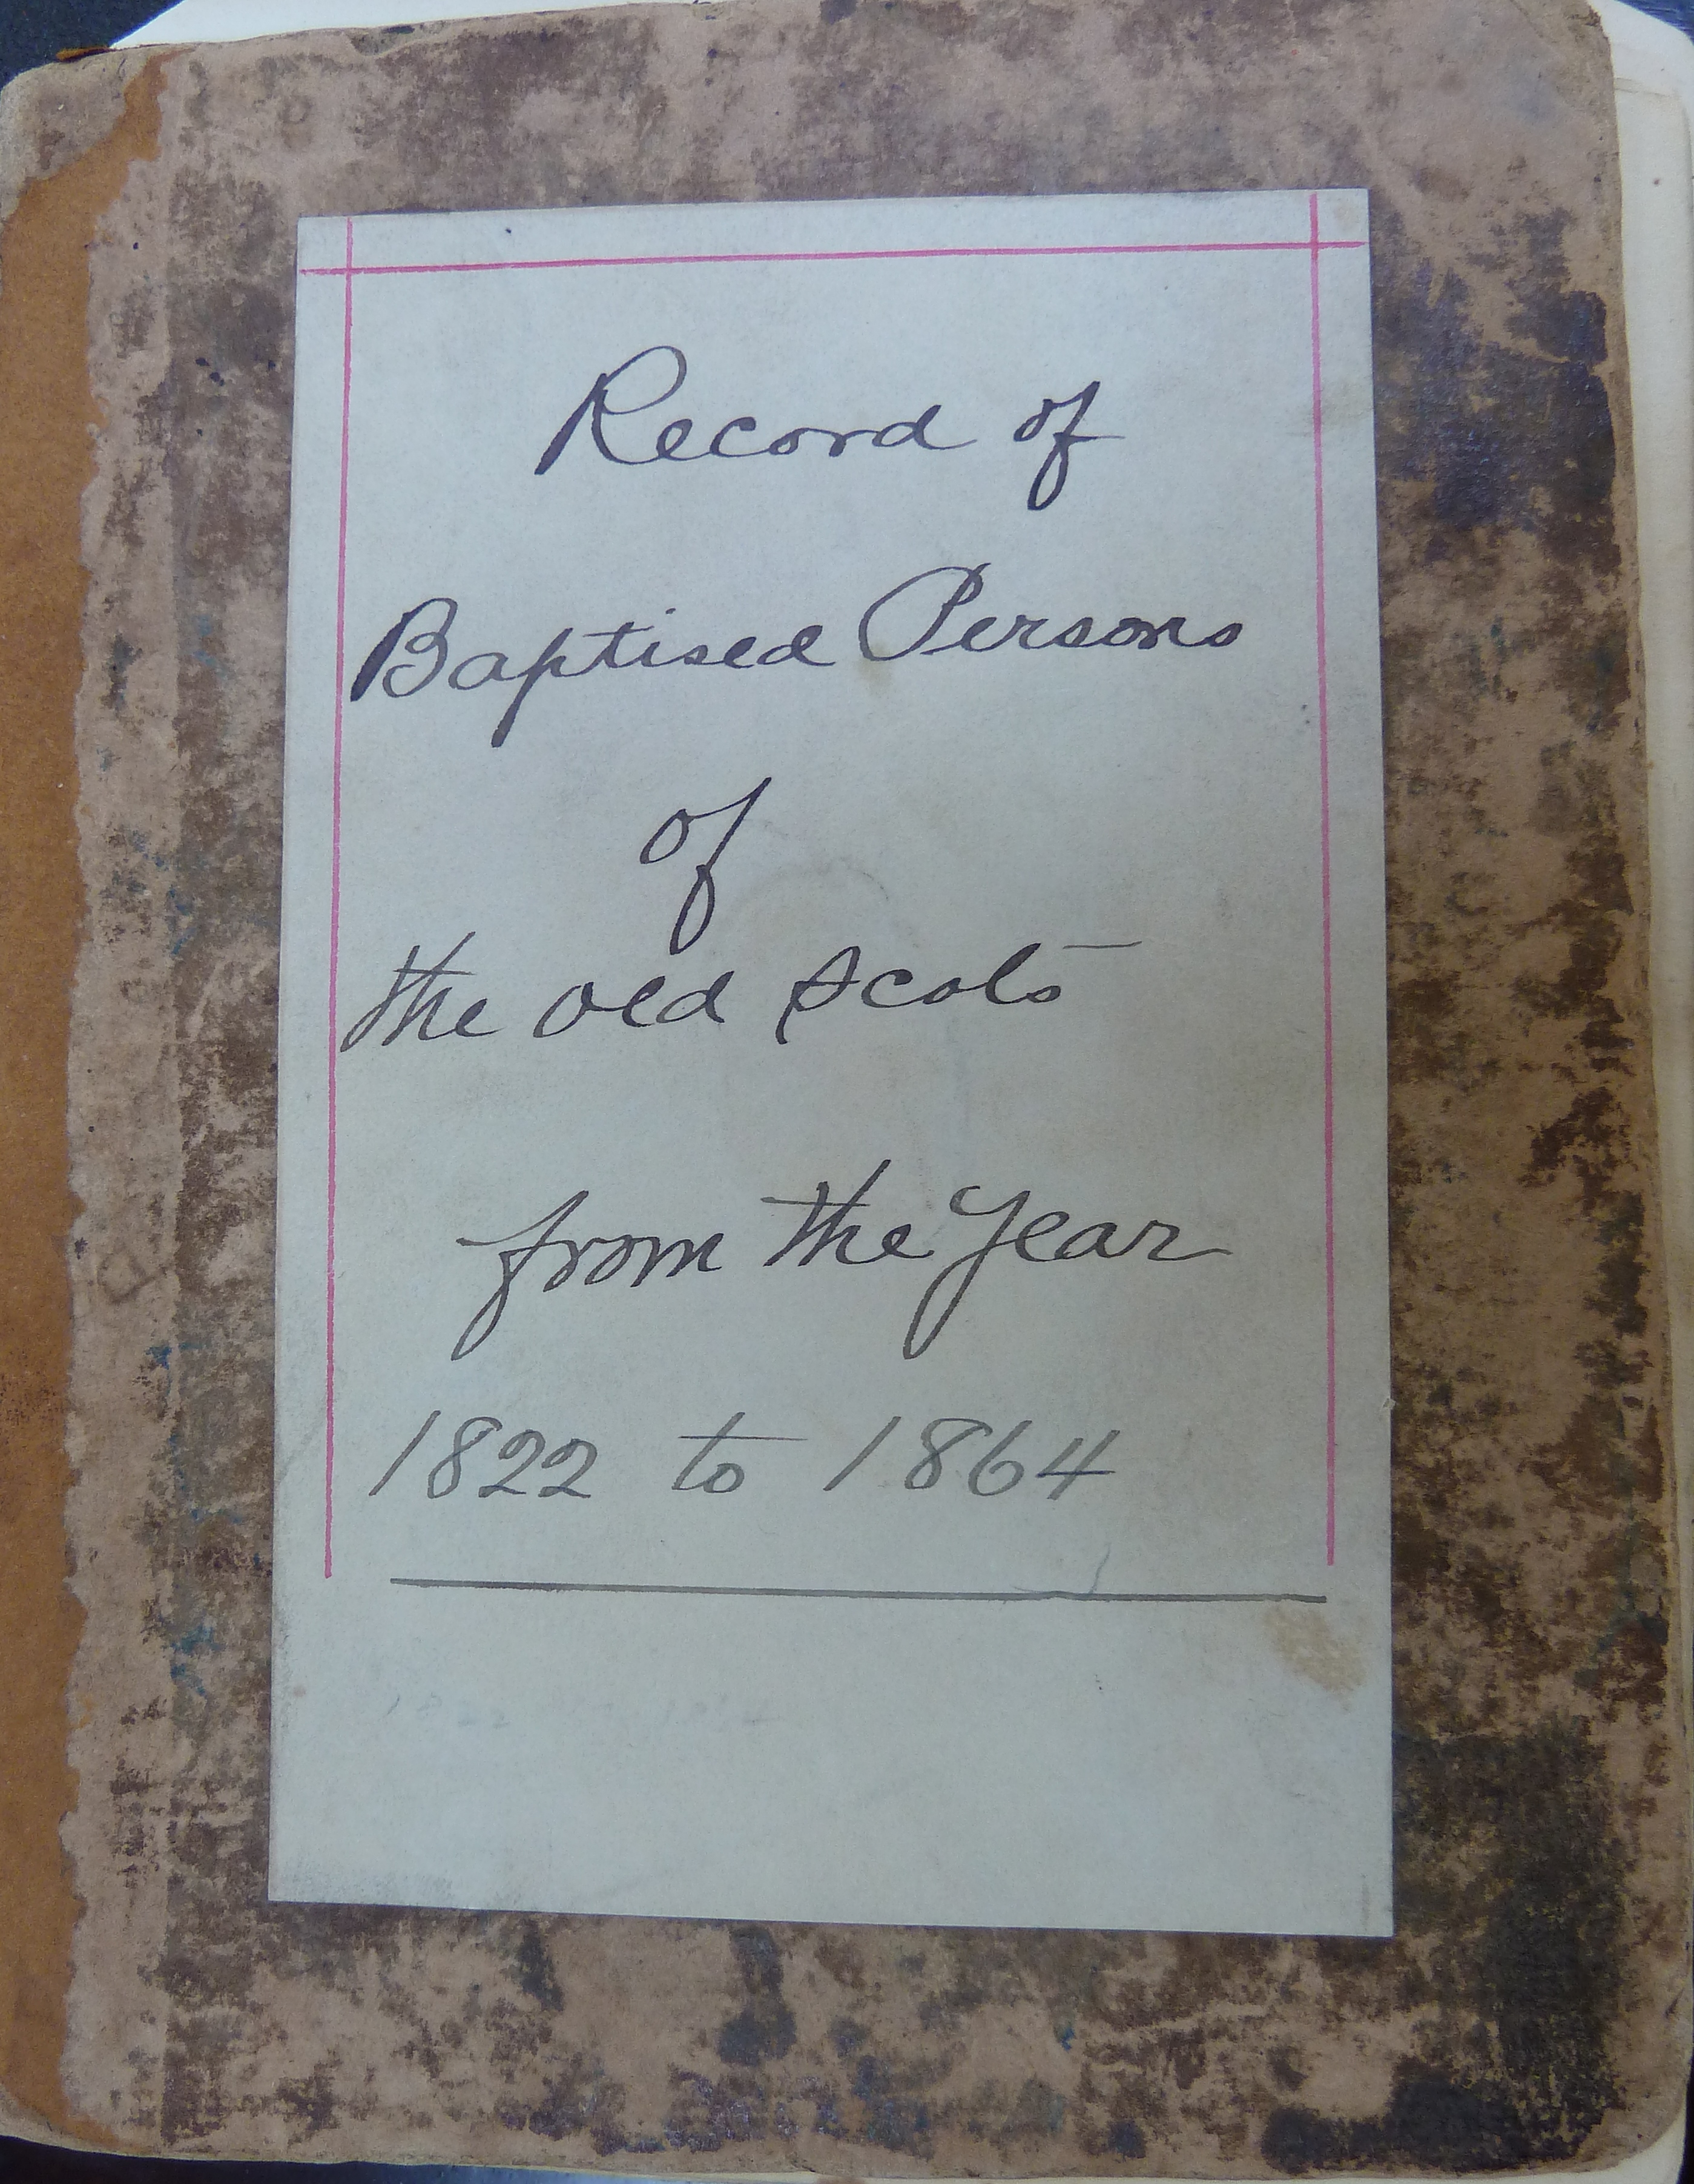 Record of
Baptised Persons
of
the old Scots
from the Year
1822 to 1864